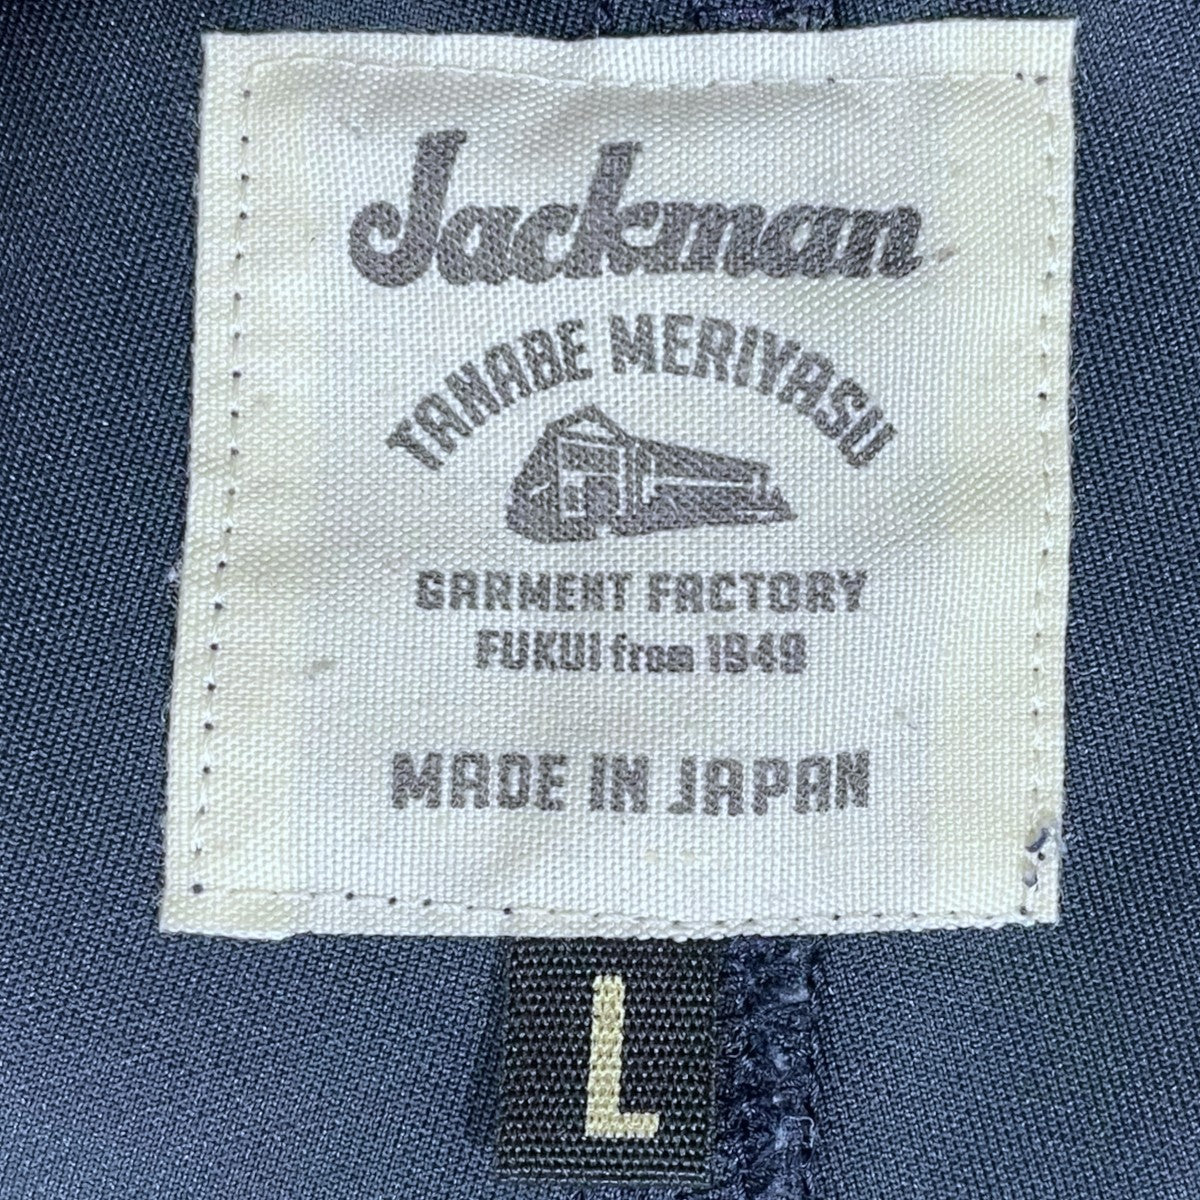 Jackman
TANABE MERIYASU
GARMENT FACTORY
FUKUI from 1949
MADE IN JAPAN
L